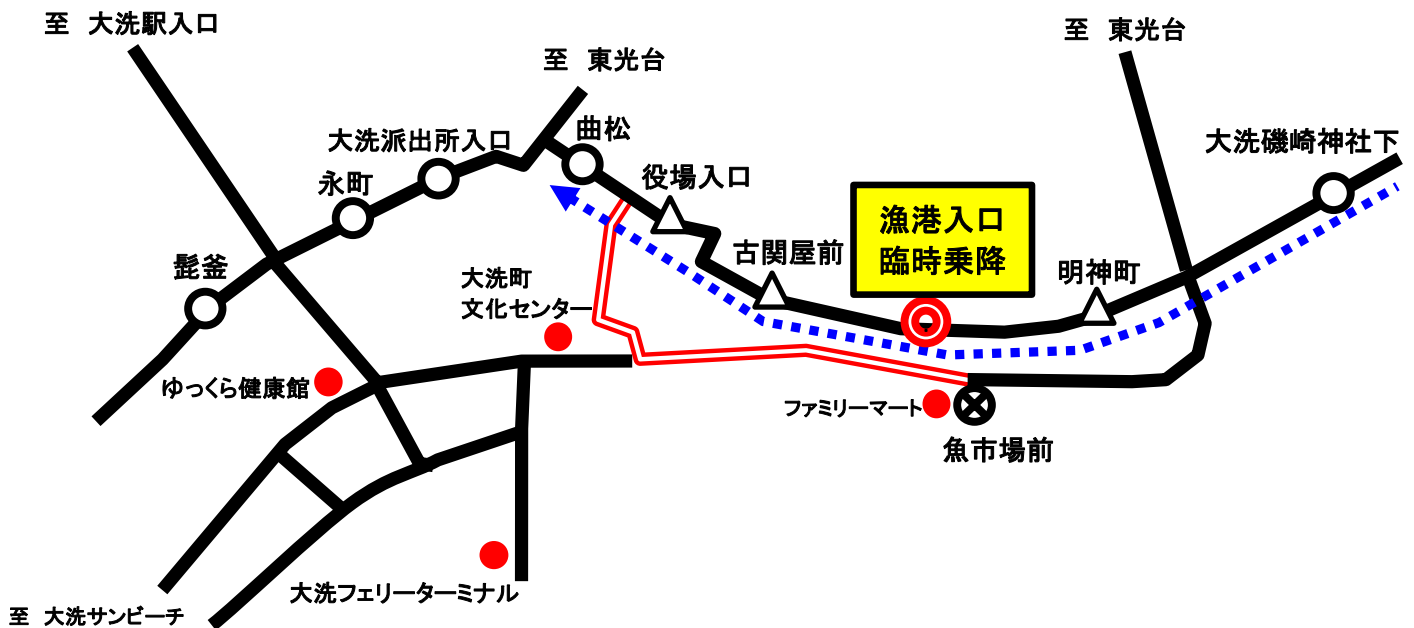 至 大洗駅入口
至 東光台
至 東光台
曲松
大洗派出所入口
大洗磯崎神社下
役場入口
永町
漁港入口
臨時乗降
古関屋前
明神町
髭釜
大洗町
文化センター
ゆっくら健康館
ファミリーマート
魚市場前
大洗フェリーターミナル
至 大洗サンビーチ